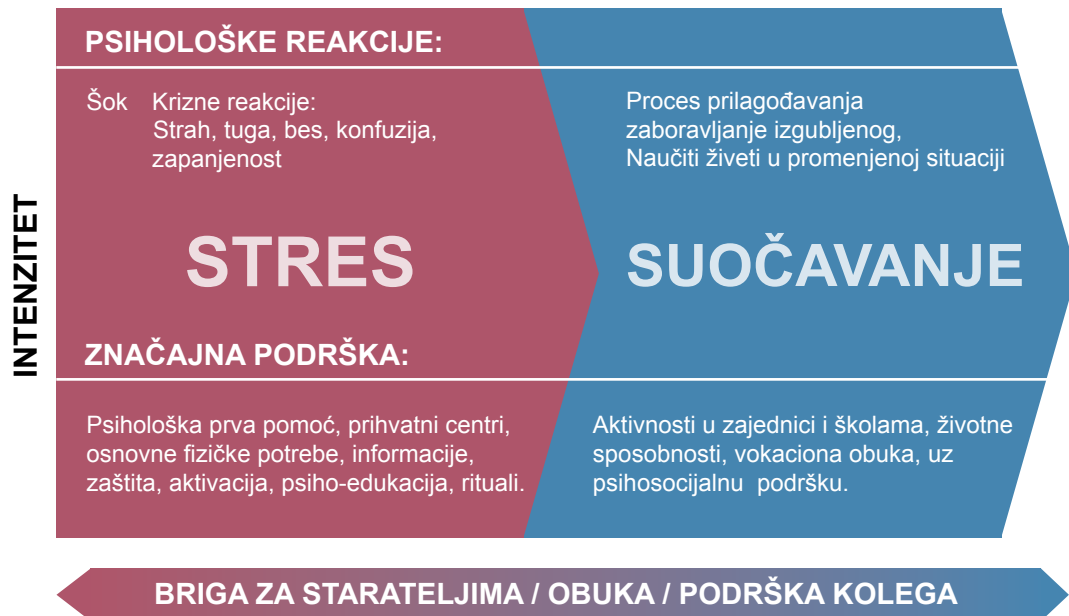 PSIHOLOŠKE REAKCIJE:
Šok Krizne reakcije:
Strah, tuga, bes, konfuzija,
zapanjenost
Proces prilagođavanja
zaboravljanje izgubljenog,
Naučiti živeti u promenjenoj situaciji
INTENZITET
STRES
SUOČAVANJE
ZNAČAJNA PODRŠKA:
Psihološka prva pomoć, prihvatni centri,
osnovne fizičke potrebe, informacije,
zaštita, aktivacija, psiho-edukacija, rituali.
Aktivnosti u zajednici i školama, životne
sposobnosti, vokaciona obuka, uz
psihosocijalnu podršku.
BRIGA ZA STARATELJIMA / OBUKA / PODRŠKA KOLEGA